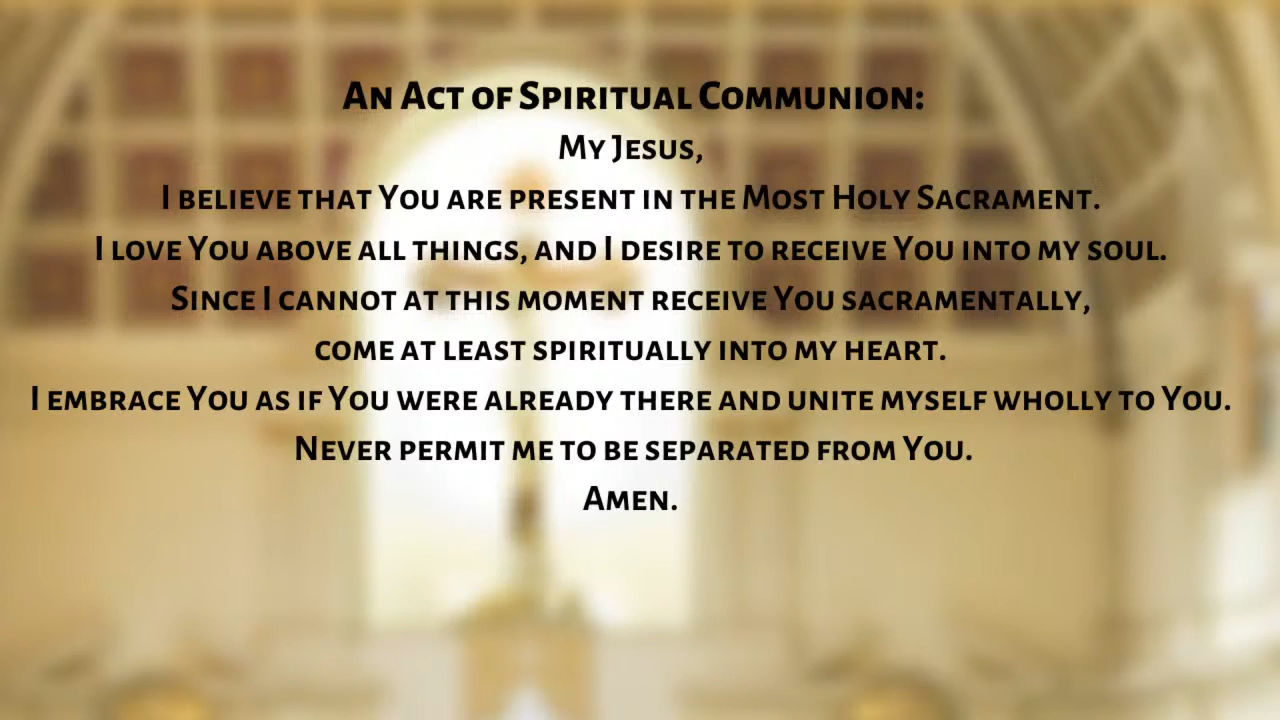 An Act of Spiritual Communion:
My Jesus,
I believe that You are present in the Most Holy Sacrament.
I love You above all things, and I desire to receive You into my soul.
Since I cannot at this moment receive You sacramentally,
come at least spiritually into my heart.
I embrace You as if You were already there and unite myself wholly to You.
Never permit me to be separated from You.
Amen.